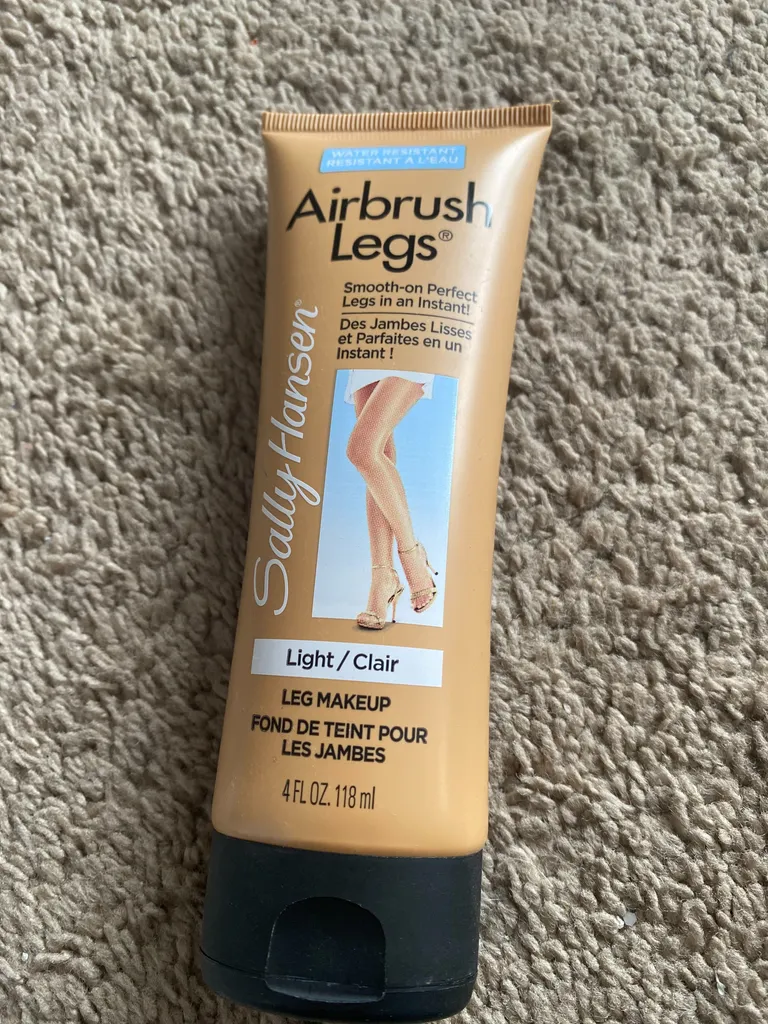 WATER RESISTANT
RESISTANT A L'EAU
Airbrush
Legs®
Smooth-on Perfect
Legs in an Instant!
Des Jambes Lisses
et Parfaites en un
Instant !
Sally Hansen®
Light / Clair
LEG MAKEUP
FOND DE TEINT POUR
LES JAMBES
4 FL OZ. 118 ml